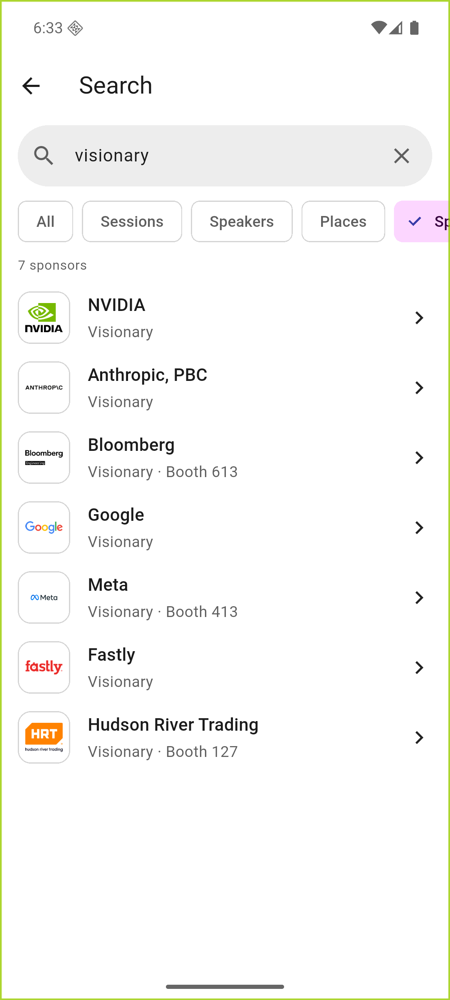 6:33
Search
visionary
All
Sessions
Speakers
Places
Sp
7 sponsors
NVIDIA
NVIDIA
Visionary
ANTHROP\C
Anthropic, PBC
Visionary
Bloomberg
Bloomberg
Visionary · Booth 613
Google
Google
Visionary
Meta
Meta
Visionary · Booth 413
fastly
Fastly
Visionary
HRT
hudson river trading
Hudson River Trading
Visionary · Booth 127